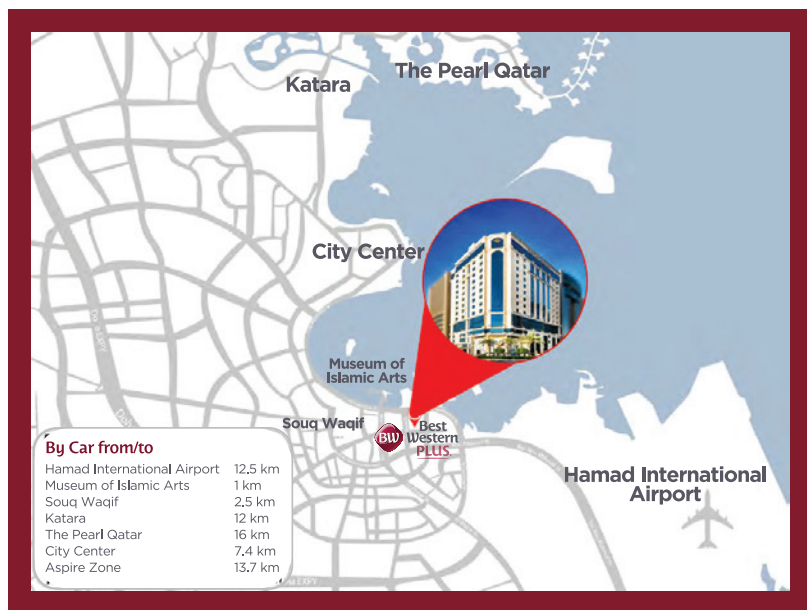 The Pearl Qatar
Katara
City Center
Museum of
Islamic Arts
Souq Waqif
BW
Best
Western
PLUS.
Hamad International
Airport
By Car from/to
Hamad International Airport 12.5 km
Museum of Islamic Arts 1 km
Souq Waqif 2.5 km
Katara 12 km
The Pearl Qatar 16 km
City Center 7.4 km
Aspire Zone 13.7 km
EXPY